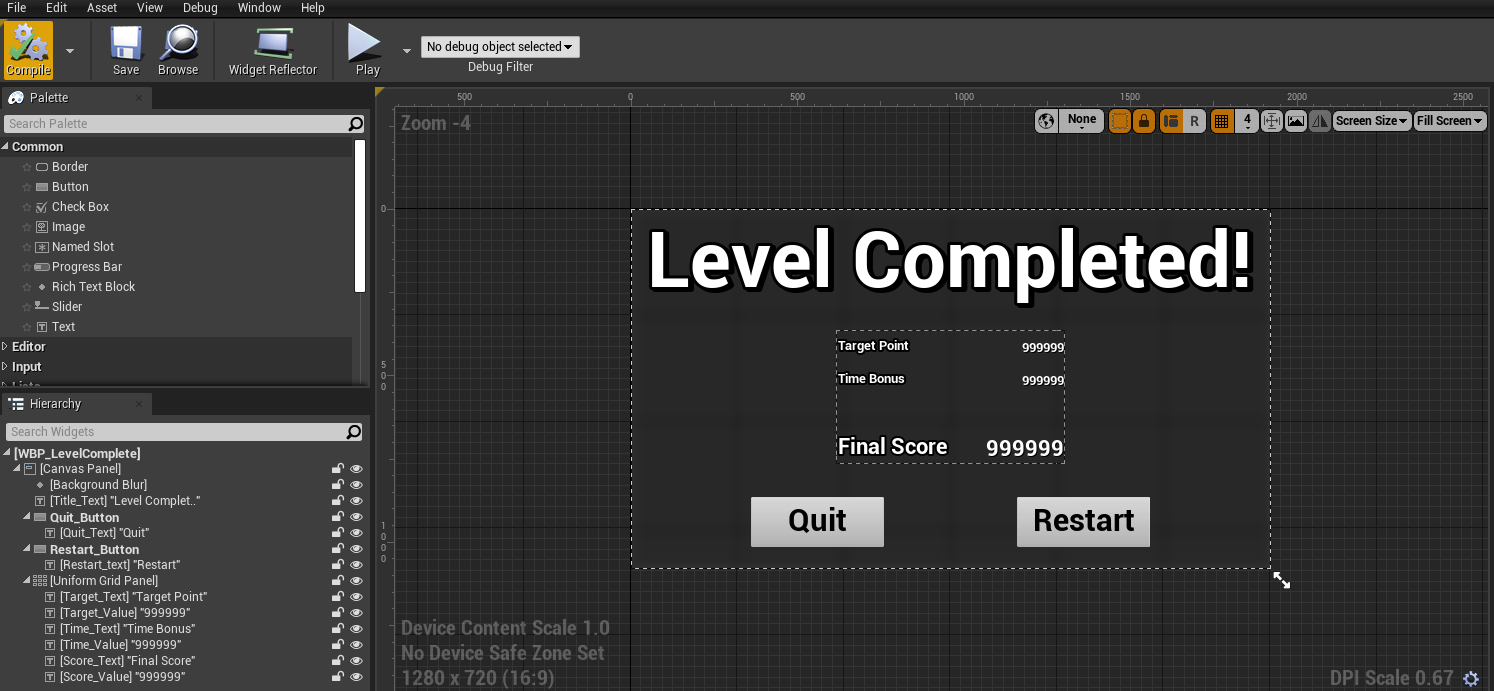 File Edit Asset View Debug Window Help
Compile Save Browse Widget Reflector Play No debug object selected
Debug Filter
Palette
Search Palette
Common
Border
Button
Check Box
Image
Named Slot
Progress Bar
Rich Text Block
Slider
Text
Editor
Input
Lists
Hierarchy
Search Widgets
[WBP_LevelComplete]
[Canvas Panel]
[Background Blur]
[Title_Text] "Level Complet.."
Quit_Button
[Quit_Text] "Quit"
Restart_Button
[Restart_text] "Restart"
[Uniform Grid Panel]
[Target_Text] "Target Point"
[Target_Value] "999999"
[Time_Text] "Time Bonus"
[Time_Value] "999999"
[Score_Text] "Final Score"
[Score_Value] "999999"
500 0 500 1000 1500 2000 2500
Zoom -4
None R 4 Screen Size Fill Screen
0
500
1000
Level Completed!
Target Point 999999
Time Bonus 999999
Final Score 999999
Quit Restart
Device Content Scale 1.0
No Device Safe Zone Set
1280 x 720 (16:9)
DPI Scale 0.67